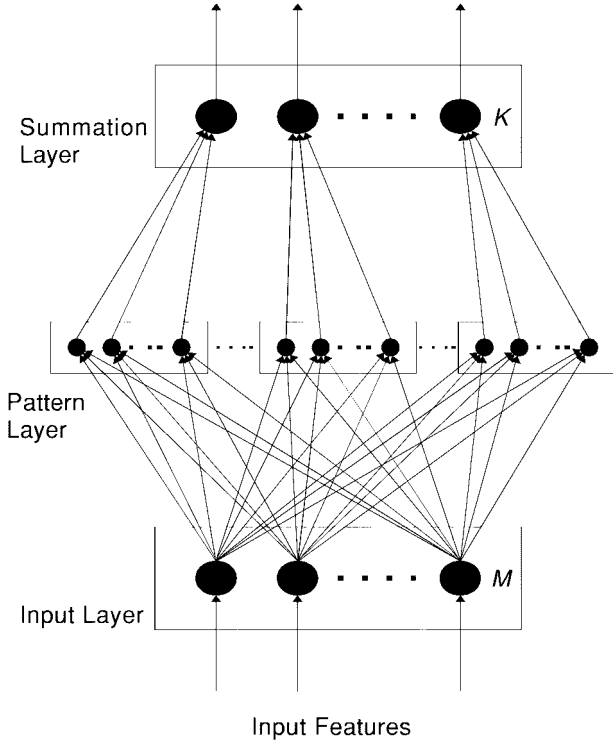 Summation
Layer
K
Pattern
Layer
Input Layer
M
Input Features